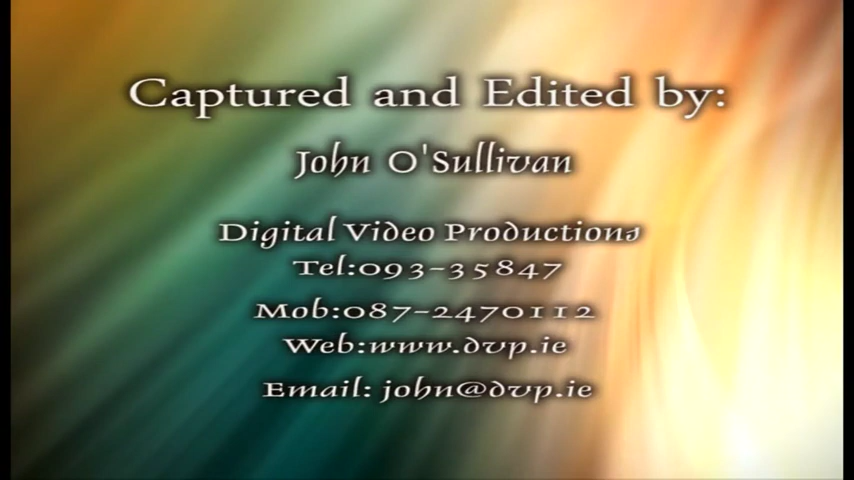 Captured and Edited by:
John O'Sullivan
Digital Video Productions
Tel:093-35847
Mob:087-2470112
Web:www.dvp.ie
Email: john@dvp.ie